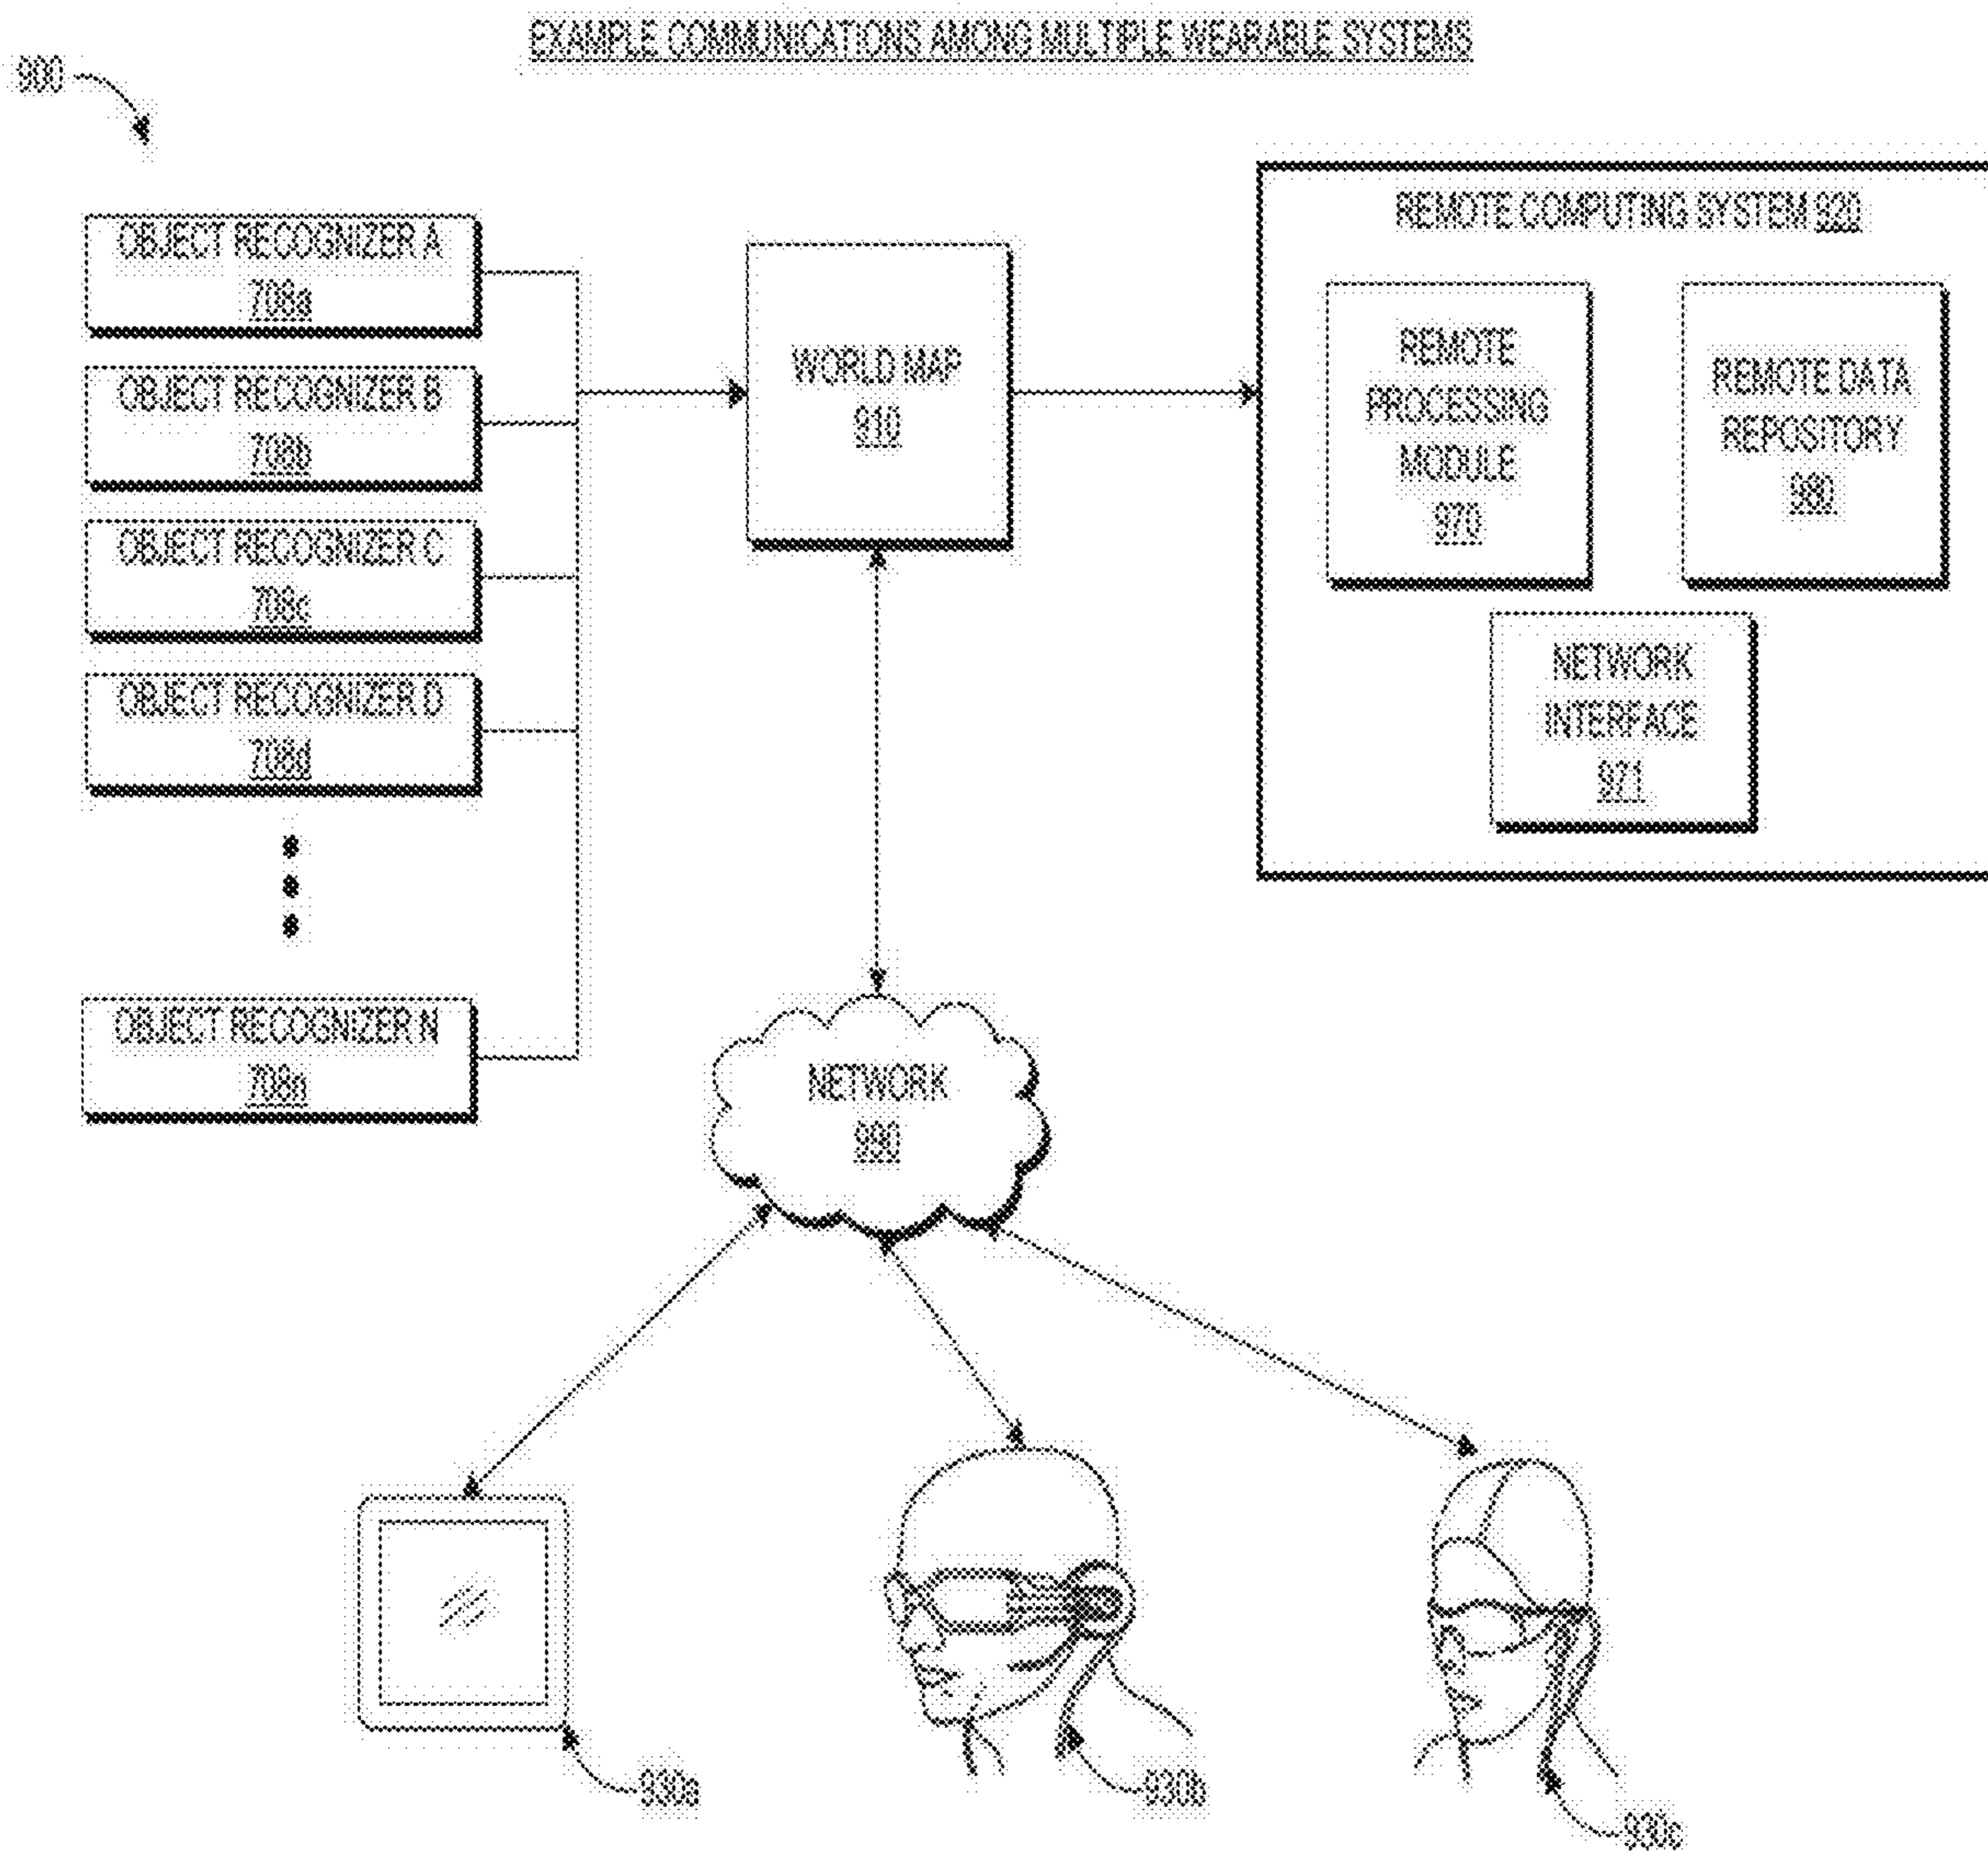 EXAMPLE COMMUNICATIONS AMONG MULTIPLE WEARABLE SYSTEMS
900
OBJECT RECOGNIZER A
708a
OBJECT RECOGNIZER B
708b
OBJECT RECOGNIZER C
708c
OBJECT RECOGNIZER D
708d
OBJECT RECOGNIZER N
708n
WORLD MAP
910
REMOTE COMPUTING SYSTEM 920
REMOTE
PROCESSING
MODULE
970
REMOTE DATA
REPOSITORY
980
NETWORK
INTERFACE
971
NETWORK
990
930a
930b
930c